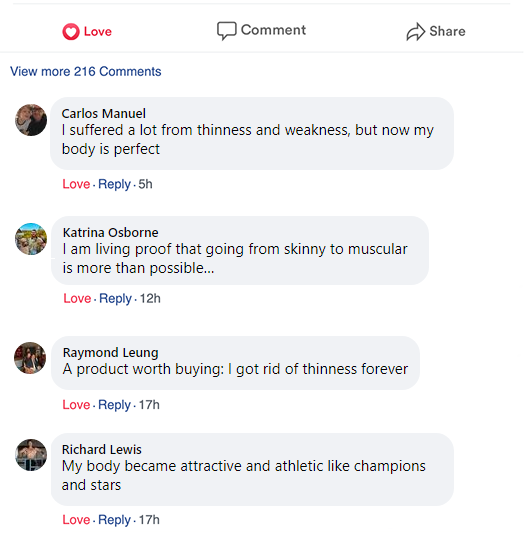 Love
Comment
Share
View more 216 Comments
Carlos Manuel
I suffered a lot from thinness and weakness, but now my
body is perfect
Love · Reply · 5h
Katrina Osborne
I am living proof that going from skinny to muscular
is more than possible...
Love · Reply · 12h
Raymond Leung
A product worth buying: I got rid of thinness forever
Love · Reply · 17h
Richard Lewis
My body became attractive and athletic like champions
and stars
Love · Reply · 17h